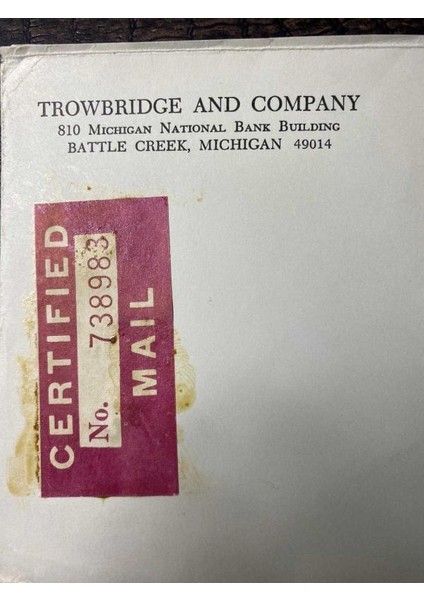 TROWBRIDGE AND COMPANY
810 MICHIGAN NATIONAL BANK BUILDING
BATTLE CREEK, MICHIGAN 49014
CERTIFIED
No. 738983
MAIL